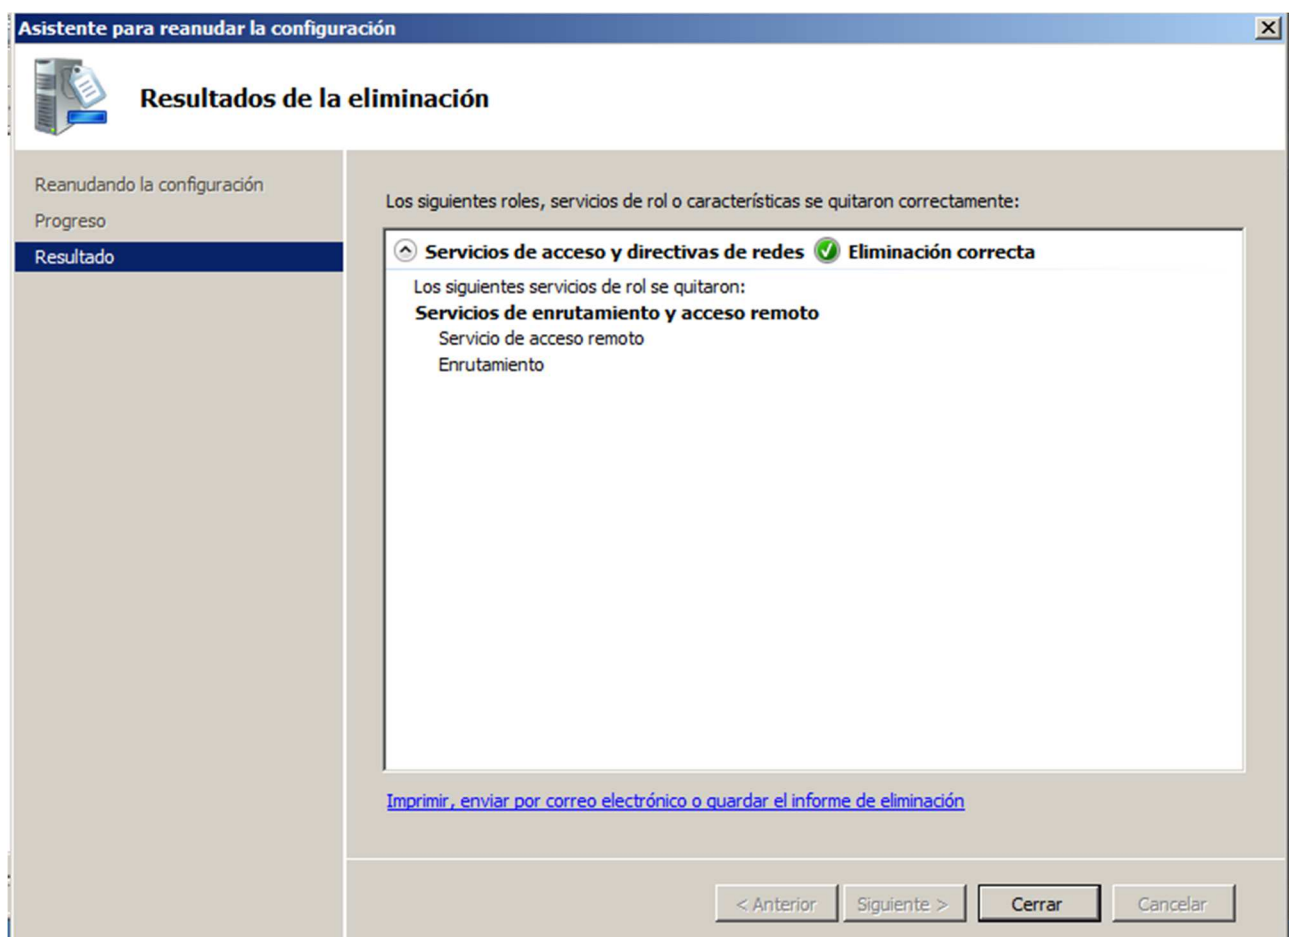 Asistente para reanudar la configuración
Resultados de la eliminación
Reanudando la configuración
Progreso
Resultado
Los siguientes roles, servicios de rol o características se quitaron correctamente:
Servicios de acceso y directivas de redes Eliminación correcta
Los siguientes servicios de rol se quitaron:
Servicios de enrutamiento y acceso remoto
Servicio de acceso remoto
Enrutamiento
Imprimir, enviar por correo electrónico o guardar el informe de eliminación
< Anterior Siguiente > Cerrar Cancelar